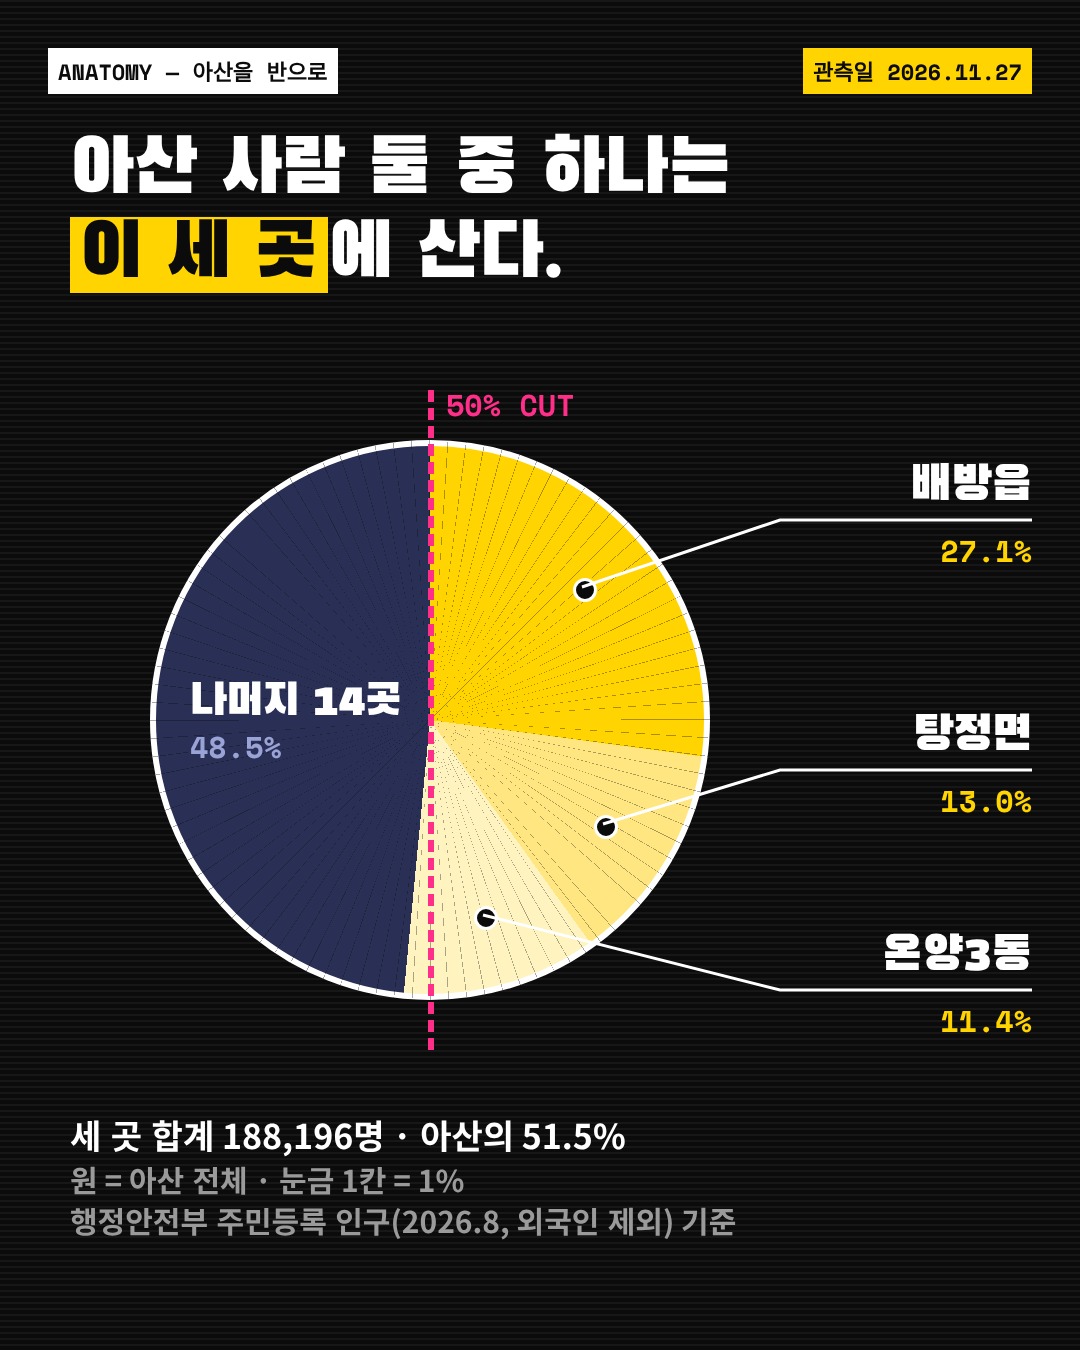 ANATOMY — 아산을 반으로
관측일 2026.11.27
아산 사람 둘 중 하나는
이 세 곳에 산다.
50% CUT
배방읍
27.1%
나머지 14곳
48.5%
탕정면
13.0%
온양3동
11.4%
세 곳 합계 188,196명 · 아산의 51.5%
원 = 아산 전체 · 눈금 1칸 = 1%
행정안전부 주민등록 인구(2026.8, 외국인 제외) 기준